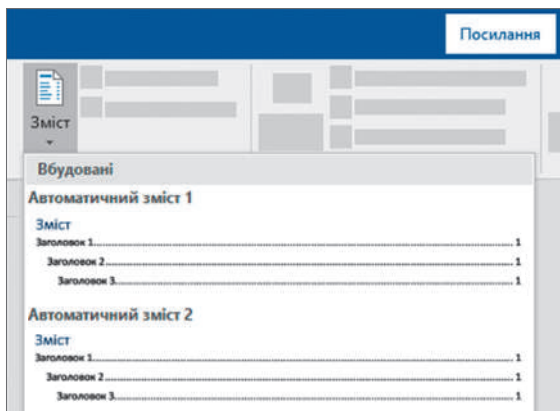 Посилання
Зміст
Вбудовані
Автоматичний зміст 1
Зміст
Заголовок 1.......................................................................................................... 1
Заголовок 2.................................................................................................... 1
Заголовок 3................................................................................................ 1
Автоматичний зміст 2
Зміст
Заголовок 1.......................................................................................................... 1
Заголовок 2.................................................................................................... 1
Заголовок 3................................................................................................ 1